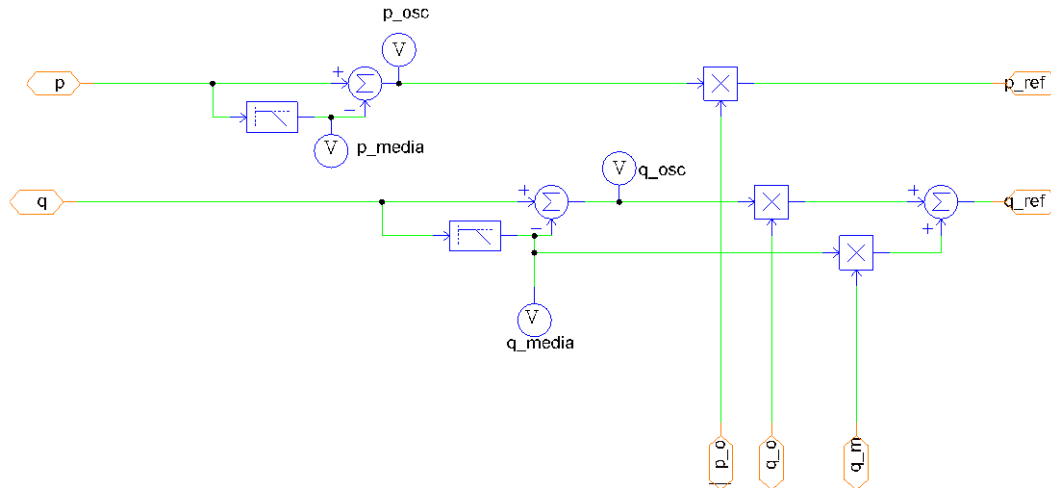 p_osc
p
V
+
Σ
×
p_ref
−
V
p_media
V
q_osc
q
+
Σ
×
+
Σ
q_ref
−
+
×
V
q_media
p_o
q_o
q_m